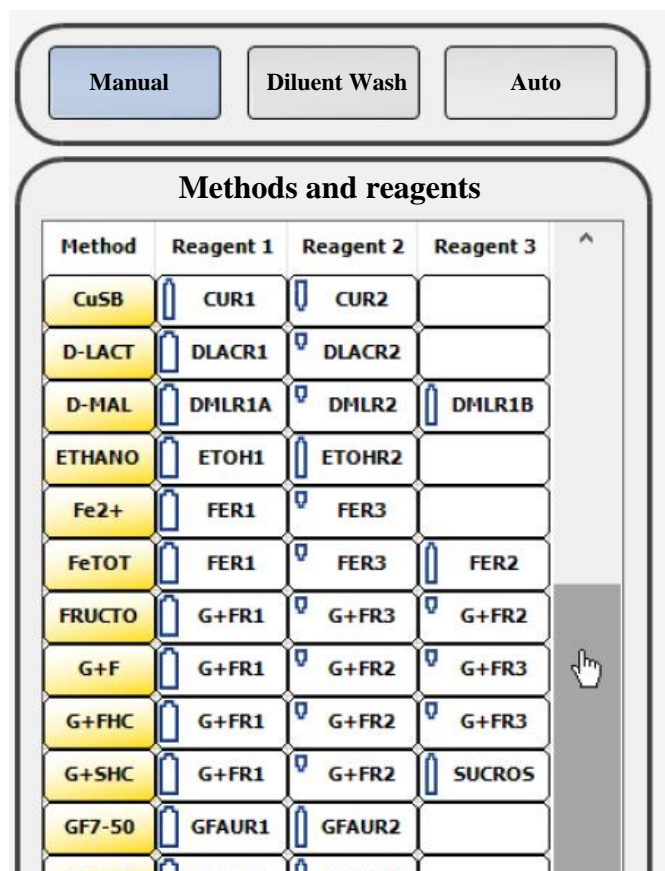 Manual Diluent Wash Auto
Methods and reagents
Method Reagent 1 Reagent 2 Reagent 3
CuSB CUR1 CUR2
D-LACT DLACR1 DLACR2
D-MAL DMLR1A DMLR2 DMLR1B
ETHANO ETOH1 ETOHR2
Fe2+ FER1 FER3
FeTOT FER1 FER3 FER2
FRUCTO G+FR1 G+FR3 G+FR2
G+F G+FR1 G+FR2 G+FR3
G+FHC G+FR1 G+FR2 G+FR3
G+SHC G+FR1 G+FR2 SUCROS
GF7-50 GFAUR1 GFAUR2